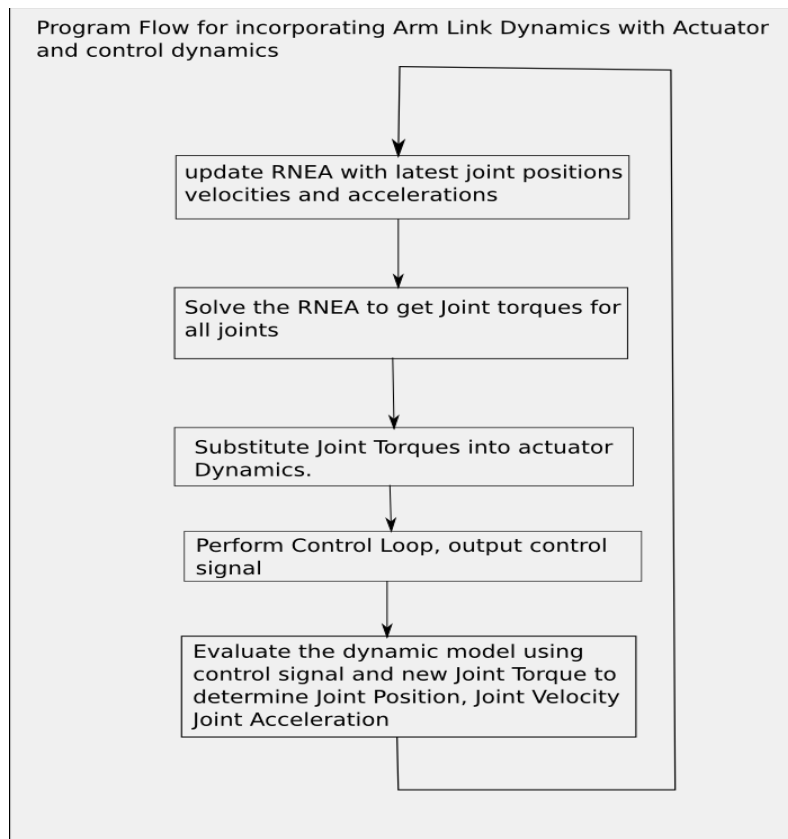 Program Flow for incorporating Arm Link Dynamics with Actuator
and control dynamics
update RNEA with latest joint positions
velocities and accelerations
Solve the RNEA to get Joint torques for
all joints
Substitute Joint Torques into actuator
Dynamics.
Perform Control Loop, output control
signal
Evaluate the dynamic model using
control signal and new Joint Torque to
determine Joint Position, Joint Velocity
Joint Acceleration